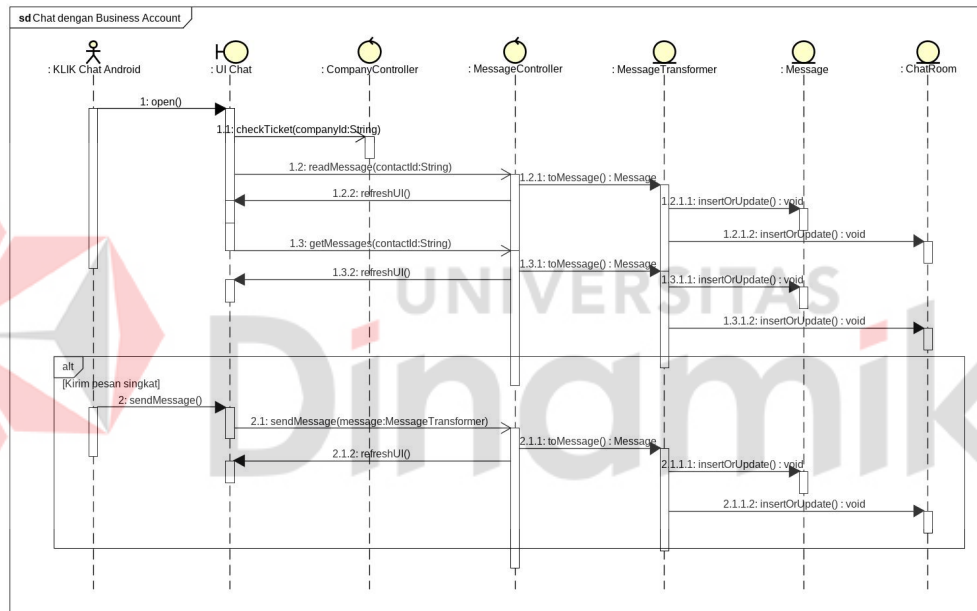 sd Chat dengan Business Account
: KLIK Chat Android
: UI Chat
: CompanyController
: MessageController
: MessageTransformer
: Message
: ChatRoom
1: open()
1.1: checkTicket(companyId:String)
1.2: readMessage(contactId:String)
1.2.1: toMessage() : Message
1.2.2: refreshUI()
1.2.1.1: insertOrUpdate() : void
1.2.1.2: insertOrUpdate() : void
1.3: getMessages(contactId:String)
1.3.1: toMessage() : Message
1.3.2: refreshUI()
1.3.1.1: insertOrUpdate() : void
1.3.1.2: insertOrUpdate() : void
UNIVERSITAS
Dinamik
alt
[Kirim pesan singkat]
2: sendMessage()
2.1: sendMessage(message:MessageTransformer)
2.1.1: toMessage() : Message
2.1.2: refreshUI()
2.1.1.1: insertOrUpdate() : void
2.1.1.2: insertOrUpdate() : void